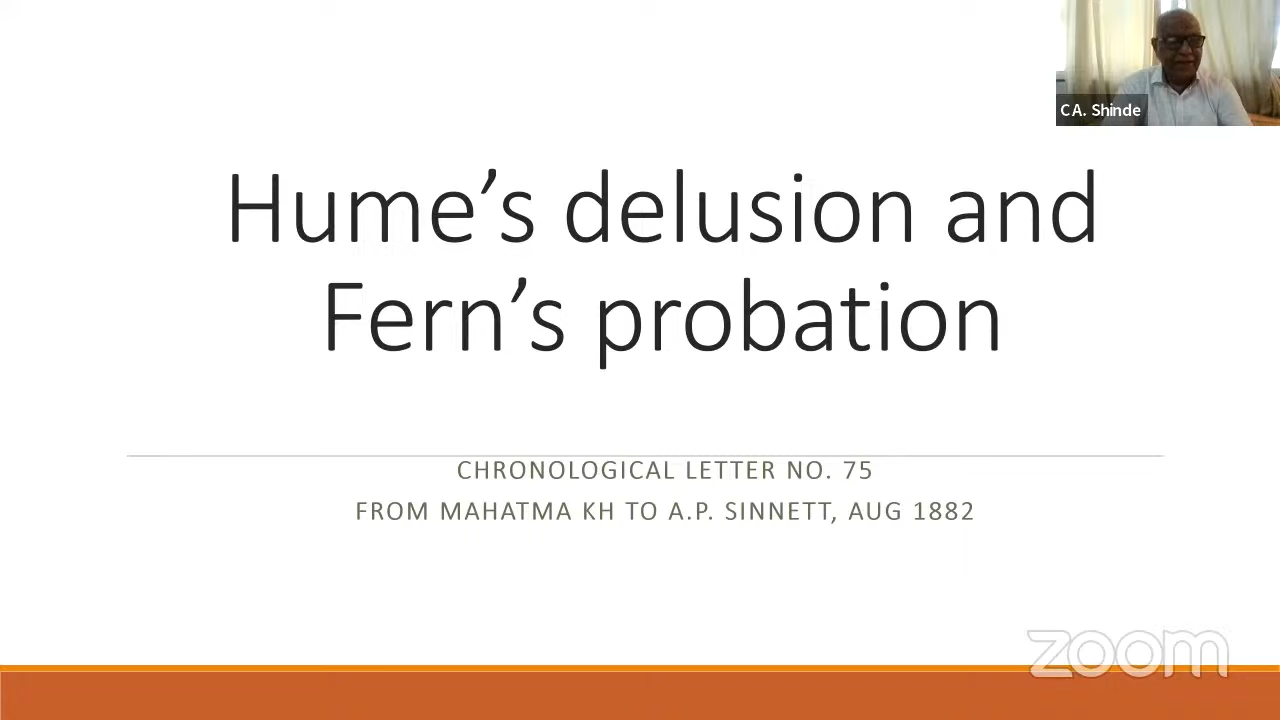 C A. Shinde
Hume’s delusion and
Fern’s probation
CHRONOLOGICAL LETTER NO. 75
FROM MAHATMA KH TO A.P. SINNETT, AUG 1882
zoom